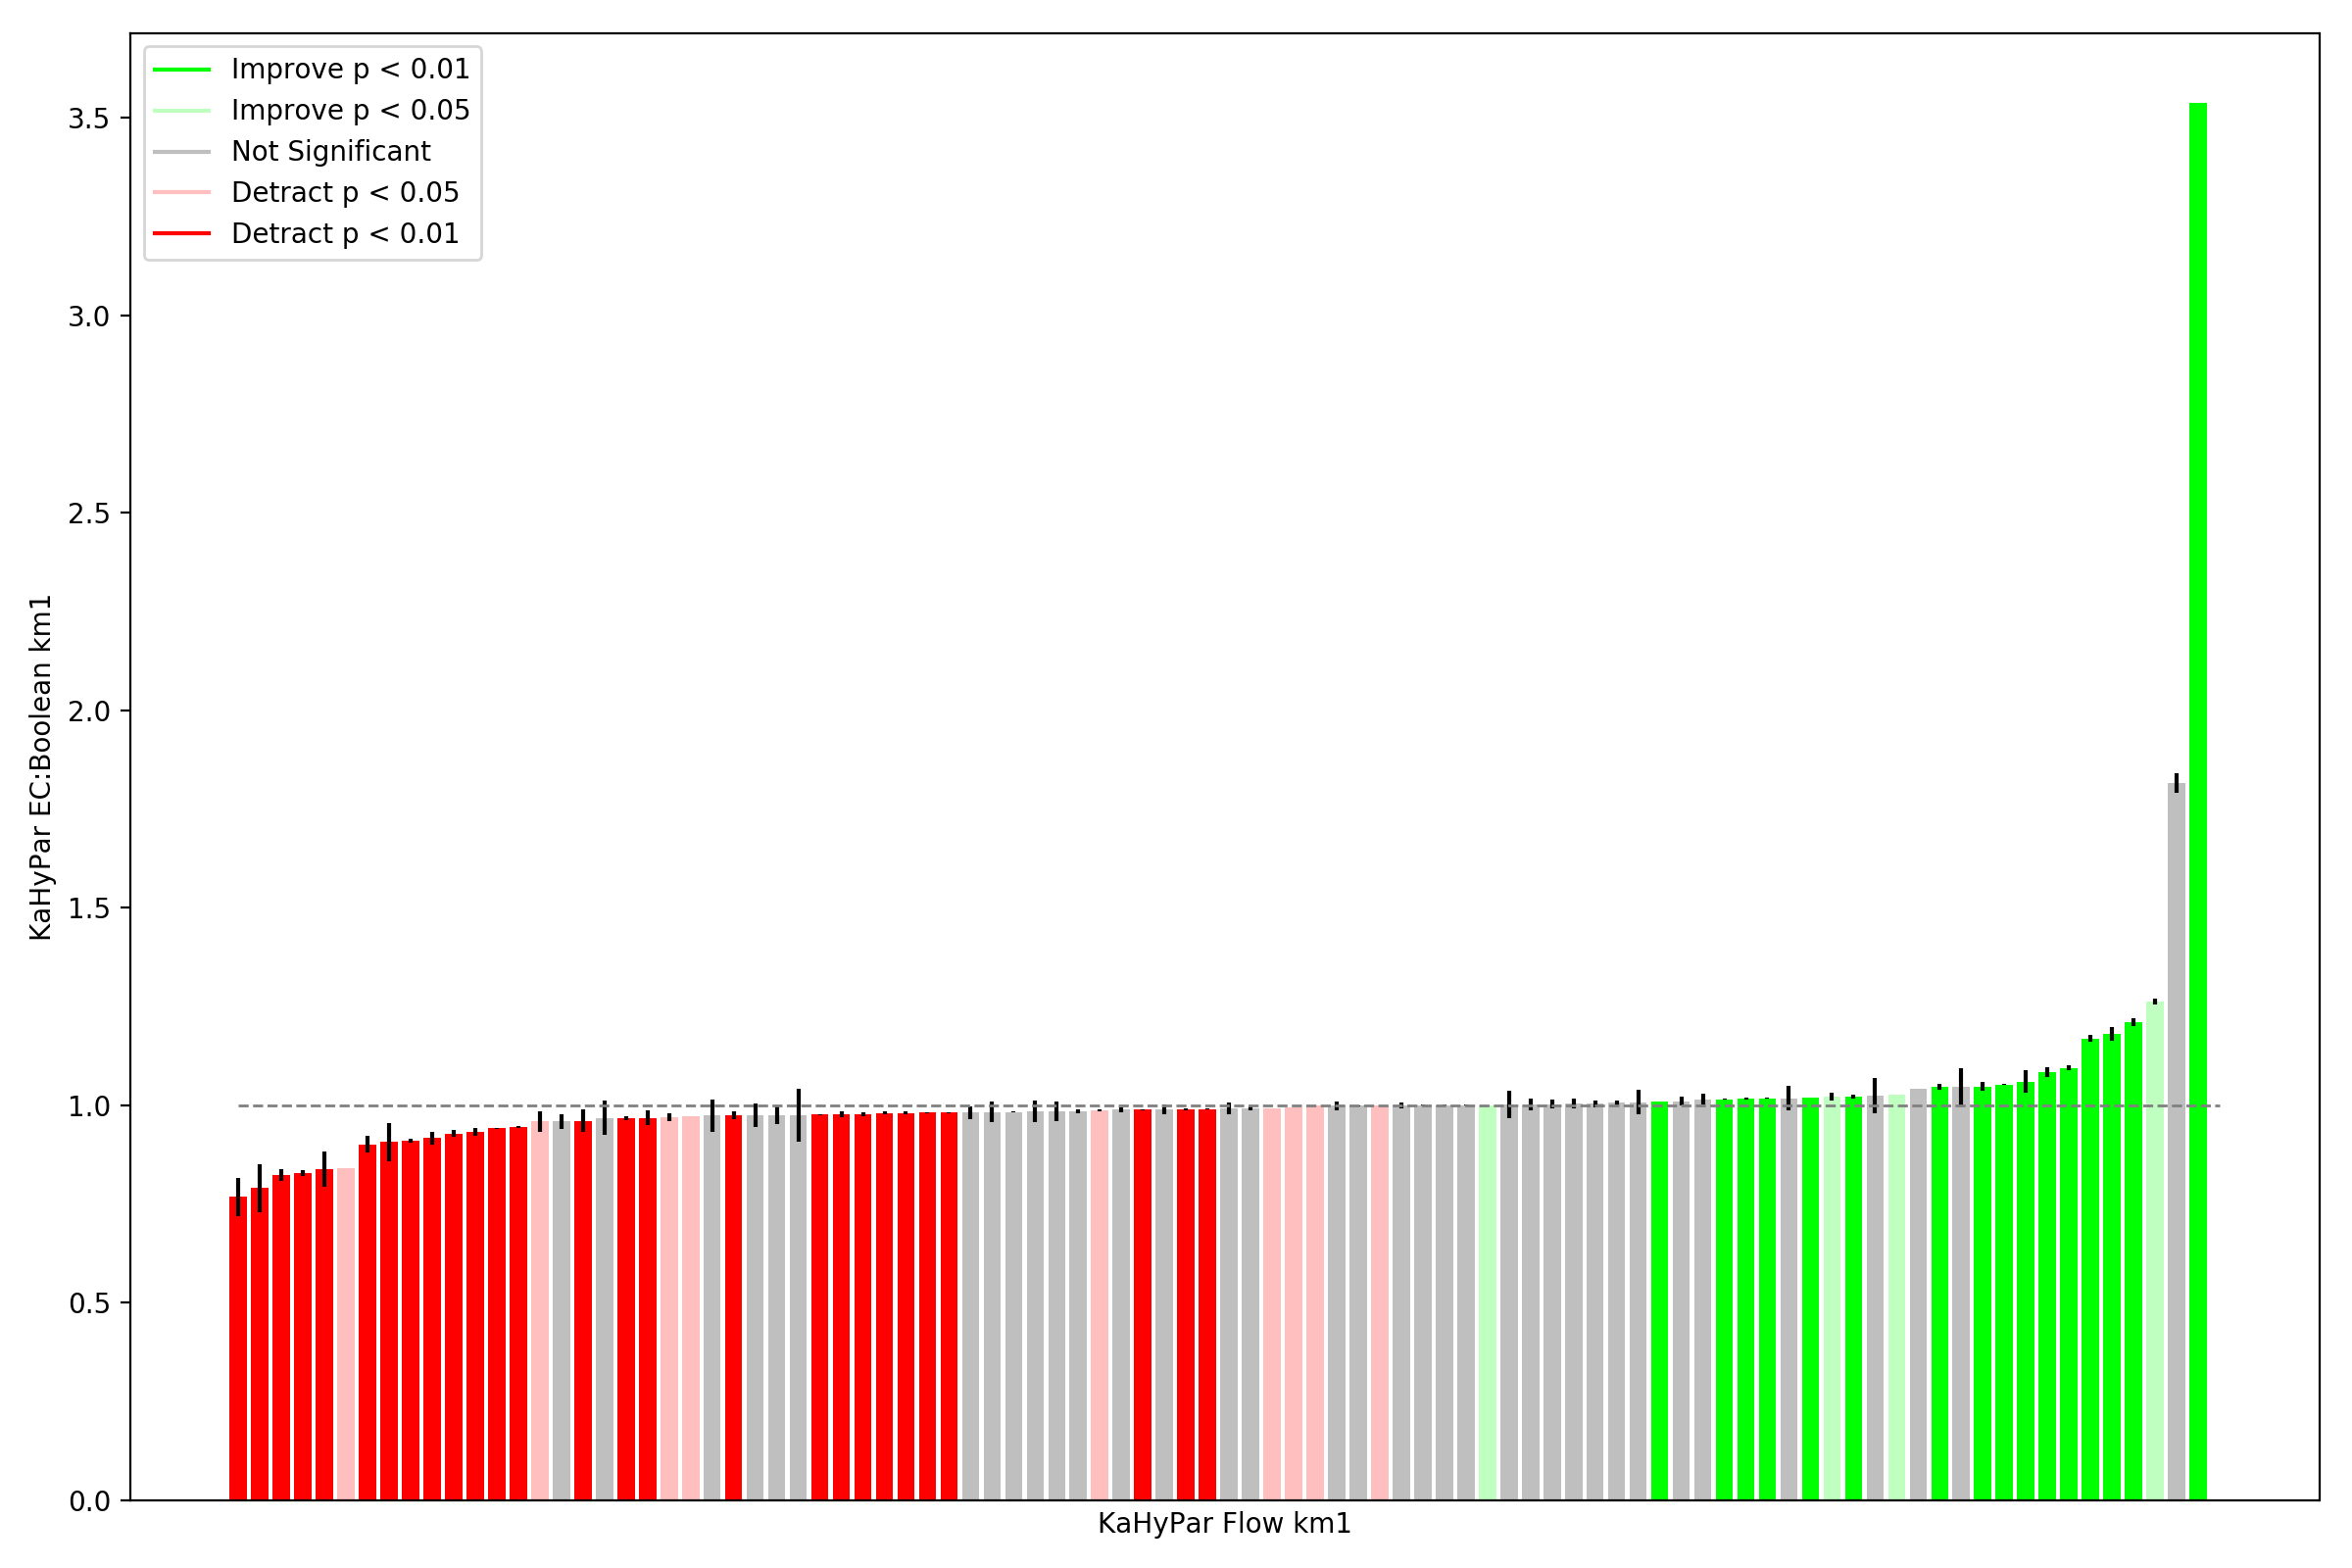 Improve p < 0.01
Improve p < 0.05
Not Significant
Detract p < 0.05
Detract p < 0.01
3.5
3.0
2.5
2.0
1.5
1.0
0.5
0.0
KaHyPar EC:Boolean km1
KaHyPar Flow km1